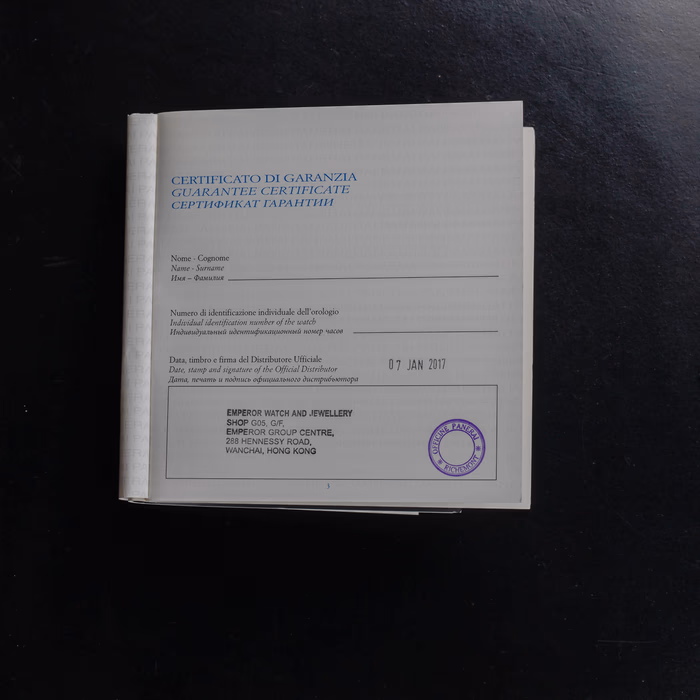 CERTIFICATO DI GARANZIA
GUARANTEE CERTIFICATE
СЕРТИФИКАТ ГАРАНТИИ
Nome - Cognome
Name - Surname
Имя – Фамилия
Numero di identificazione individuale dell'orologio
Individual identification number of the watch
Индивидуальный идентификационный номер часов
Data, timbro e firma del Distributore Ufficiale
Date, stamp and signature of the Official Distributor
Дата, печать и подпись официального дистрибьютора
07 JAN 2017
EMPEROR WATCH AND JEWELLERY
SHOP G05, G/F,
EMPEROR GROUP CENTRE,
288 HENNESSY ROAD,
WANCHAI, HONG KONG
OFFICINE PANERAI
RICHEMONT
3